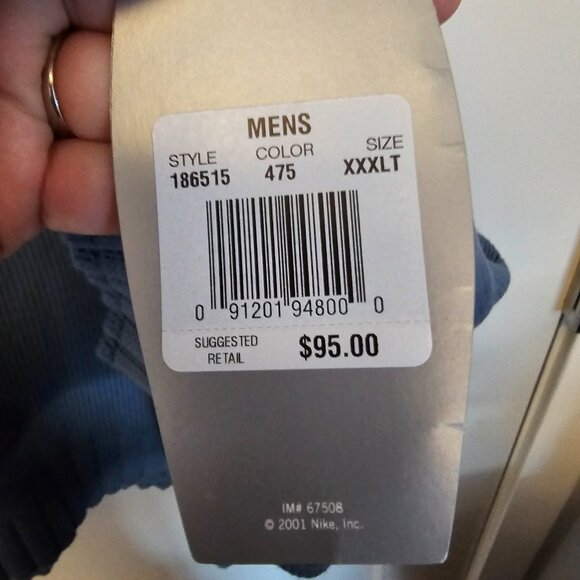 MENS
STYLE COLOR SIZE
186515 475 XXXLT
0 91201 94800 0
SUGGESTED RETAIL $95.00
IM# 67508
© 2001 Nike, Inc.